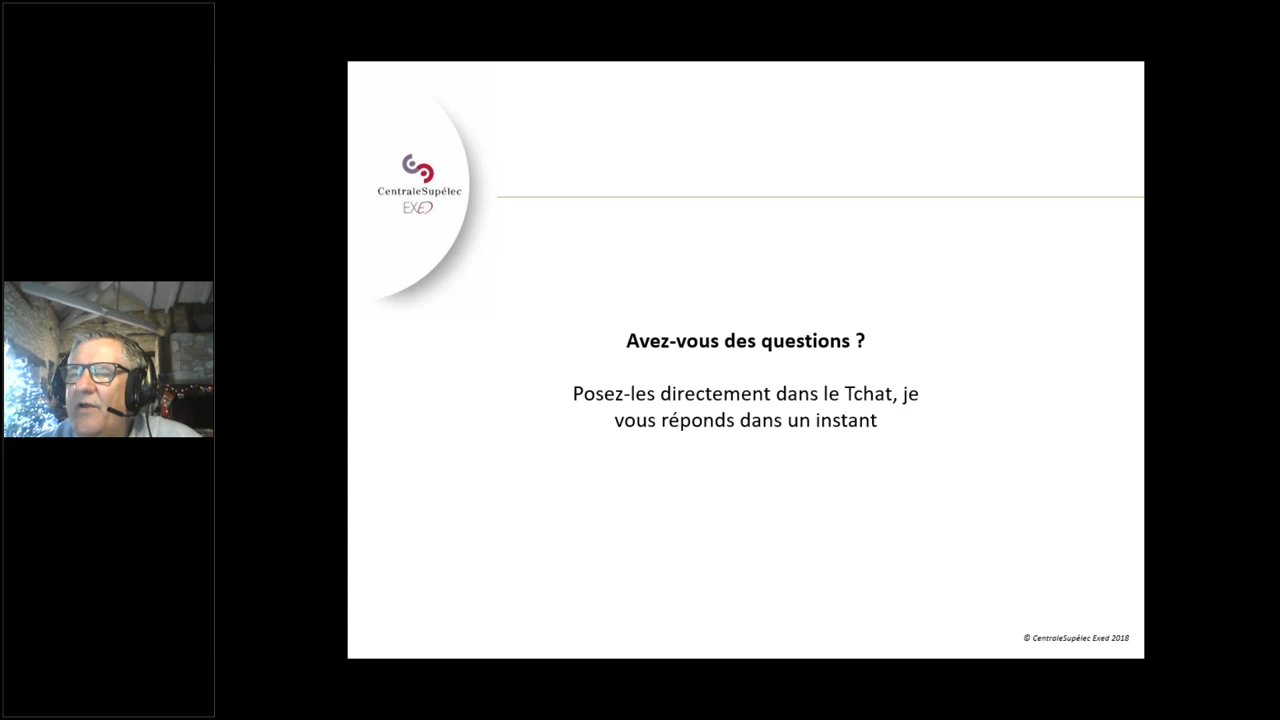 CentraleSupélec
EXED
Avez-vous des questions ?
Posez-les directement dans le Tchat, je
vous réponds dans un instant
© CentraleSupélec Exed 2018